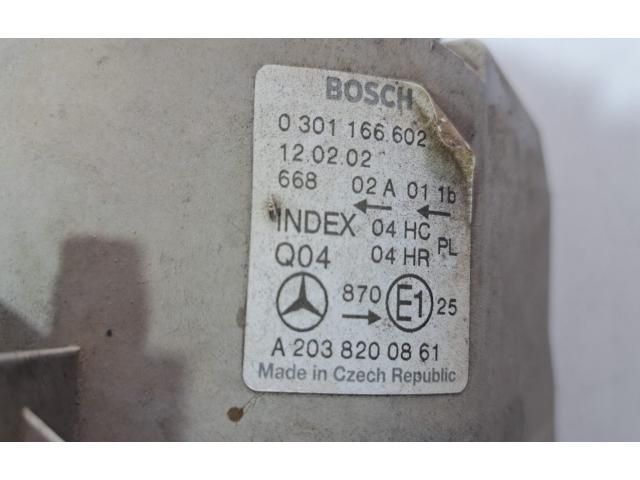 BOSCH
0 301 166.602
12.02.02
668 02 A 01 1b
INDEX 04 HC
Q04 04 HR PL
870 E1 25
A 203 820 08 61
Made in Czech Republic